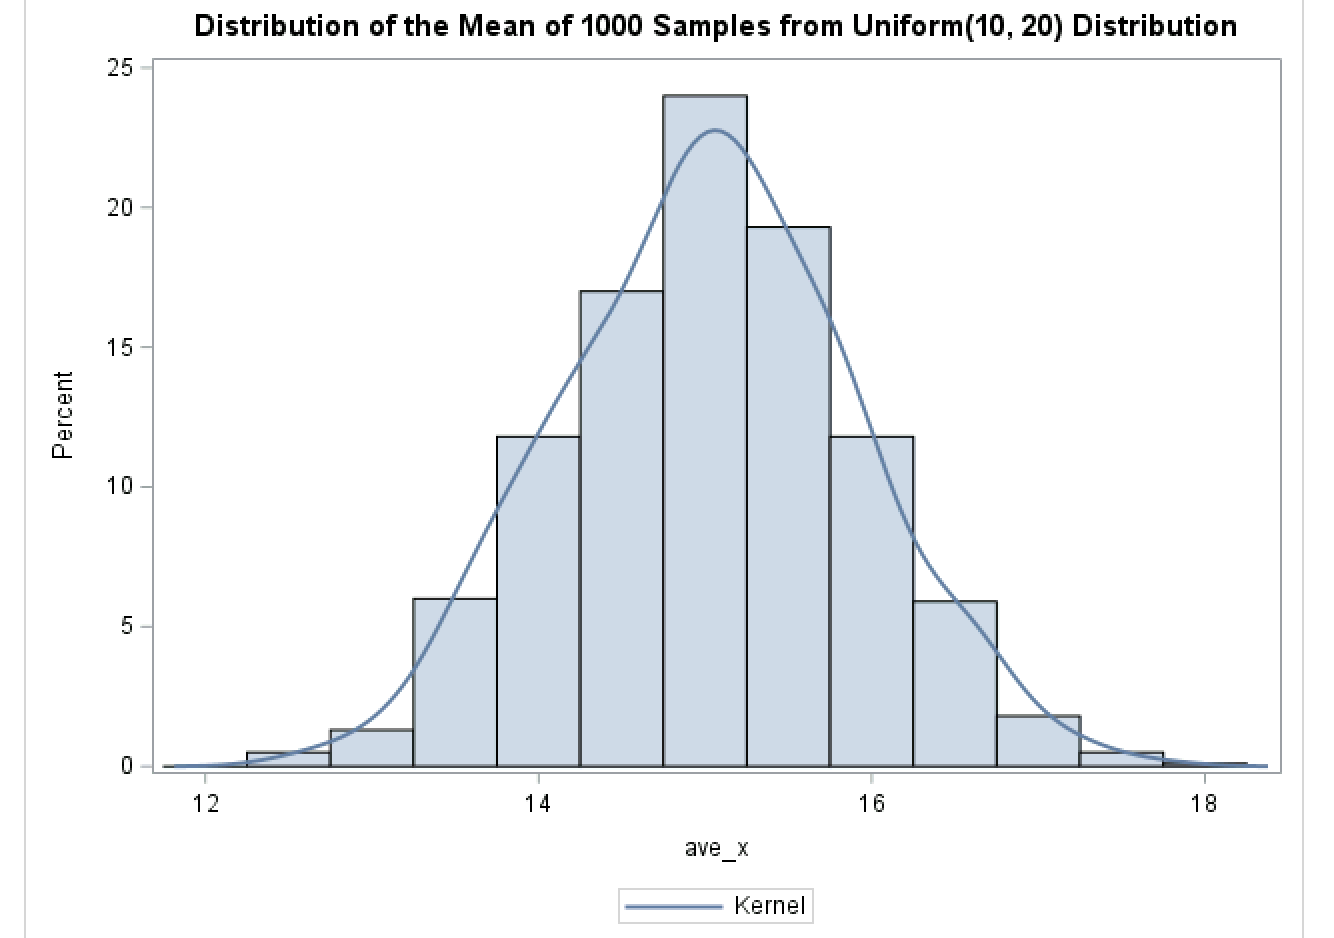 Distribution of the Mean of 1000 Samples from Uniform(10, 20) Distribution
25
20
15
10
5
0
Percent
12 14 16 18
ave_x
Kernel